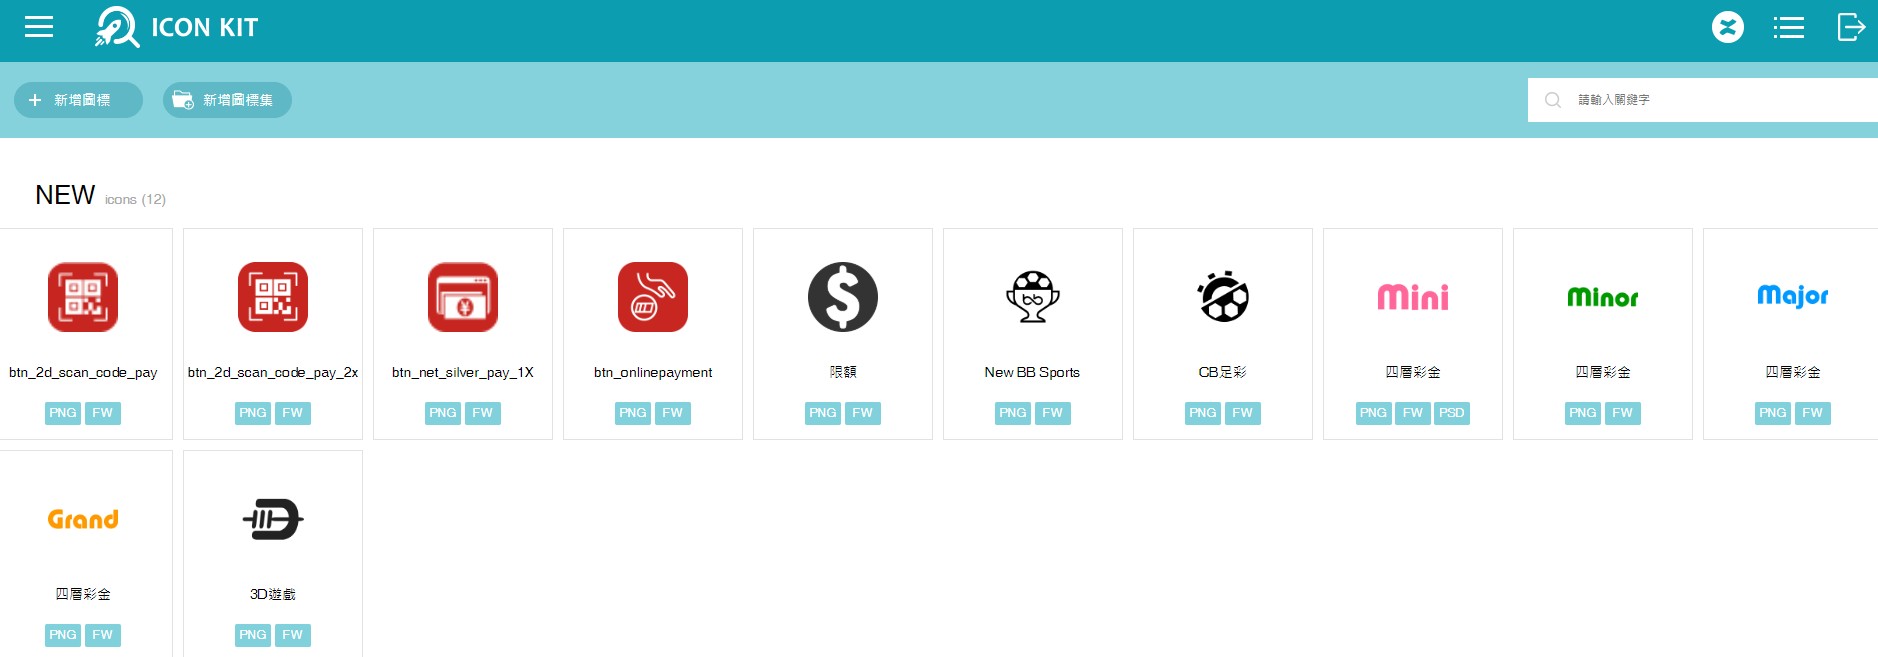 ICON KIT
新增圖標
新增圖標集
請輸入關鍵字
NEW icons (12)
btn_2d_scan_code_pay
PNG FW
btn_2d_scan_code_pay_2x
PNG FW
btn_net_silver_pay_1X
¥
PNG FW
btn_onlinepayment
PNG FW
$
限額
PNG FW
bb
New BB Sports
PNG FW
CB足彩
PNG FW
Mini
四層彩金
PNG FW PSD
Minor
四層彩金
PNG FW
Major
四層彩金
PNG FW
Grand
四層彩金
PNG FW
3D遊戲
PNG FW